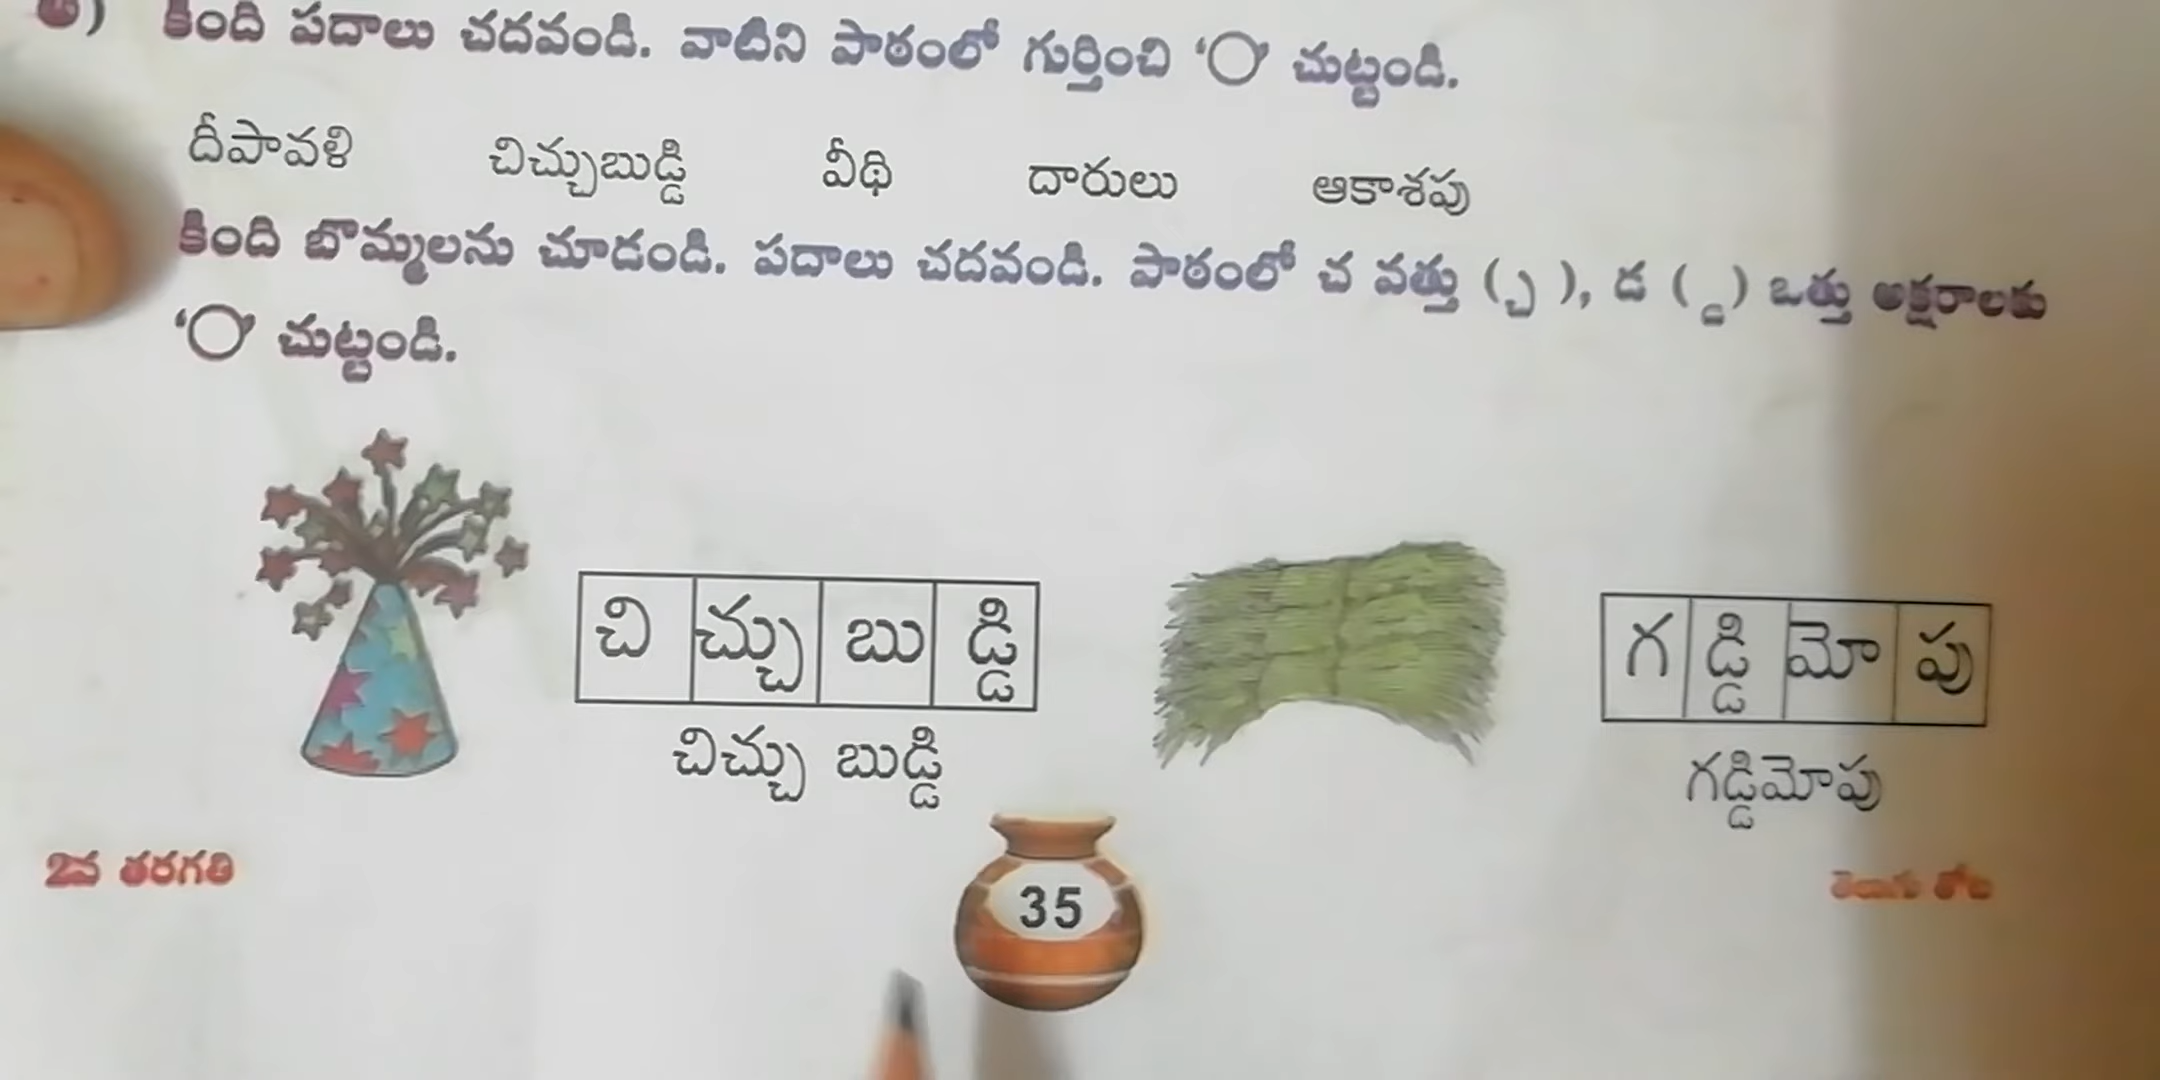 కింది పదాలు చదవండి. వాటిని పాఠంలో గుర్తించి ‘O’ చుట్టండి.
దీపావళి చిచ్చుబుడ్డి వీథి దారులు ఆకాశపు
కింది బొమ్మలను చూడండి. పదాలు చదవండి. పాఠంలో చ వత్తు (్చ), డ (్డ) ఒత్తు అక్షరాలకు
‘O’ చుట్టండి.
చి చ్చు బు డ్డి
గ డ్డి మో పు
చిచ్చు బుడ్డి
గడ్డిమోపు
2వ తరగతి
35
తెలుగు తోట